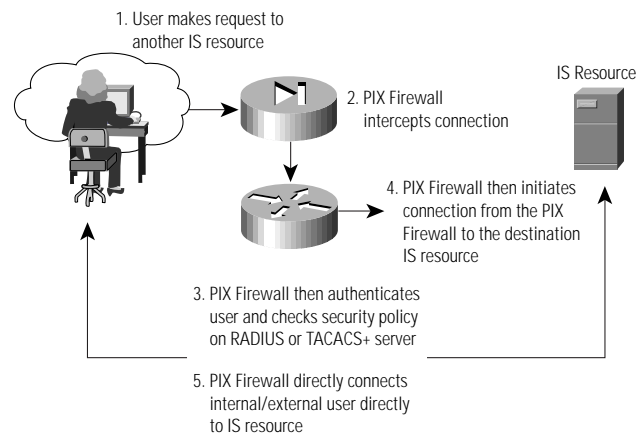 1. User makes request to
another IS resource
IS Resource
2. PIX Firewall
intercepts connection
4. PIX Firewall then initiates
connection from the PIX
Firewall to the destination
IS resource
3. PIX Firewall then authenticates
user and checks security policy
on RADIUS or TACACS+ server
5. PIX Firewall directly connects
internal/external user directly
to IS resource